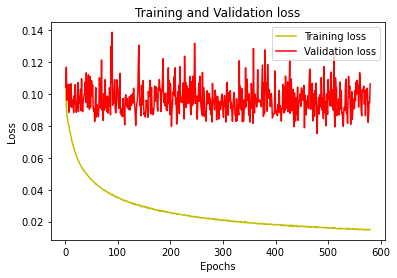 Training and Validation loss
Training loss
Validation loss
0.14
0.12
0.10
0.08
0.06
0.04
0.02
Loss
0 100 200 300 400 500 600
Epochs